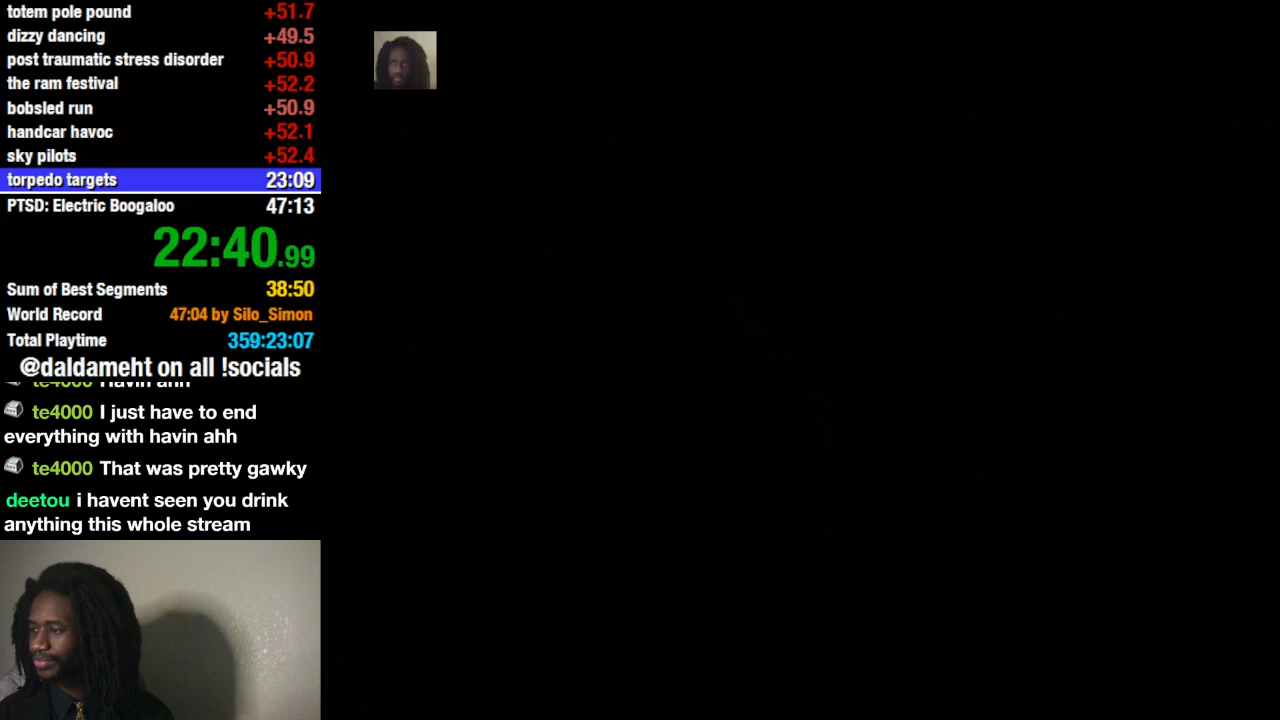 totem pole pound +51.7
dizzy dancing +49.5
post traumatic stress disorder +50.9
the ram festival +52.2
bobsled run +50.9
handcar havoc +52.1
sky pilots +52.4
torpedo targets 23:09
PTSD: Electric Boogaloo 47:13
22:40.99
Sum of Best Segments 38:50
World Record 47:04 by Silo_Simon
Total Playtime 359:23:07
@daldameht on all !socials
te4000 Havin ahh
te4000 I just have to end
everything with havin ahh
te4000 That was pretty gawky
deetou i havent seen you drink
anything this whole stream